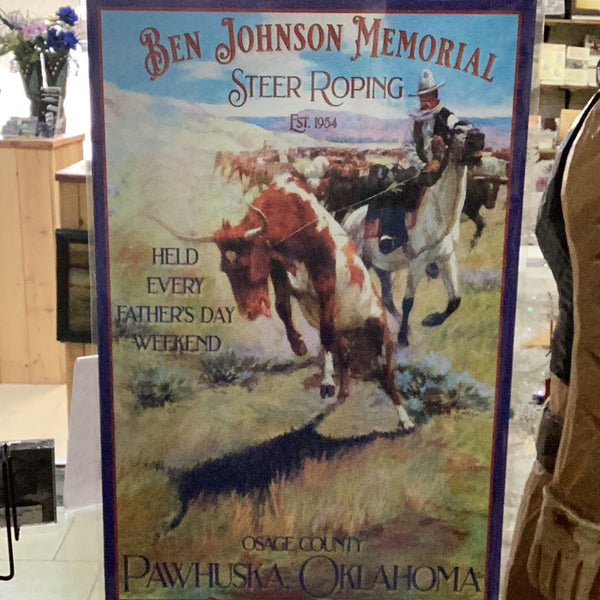 BEN JOHNSON MEMORIAL
STEER ROPING
EST. 1954
HELD
EVERY
FATHER'S DAY
WEEKEND
OSAGE COUNTY
PAWHUSKA, OKLAHOMA